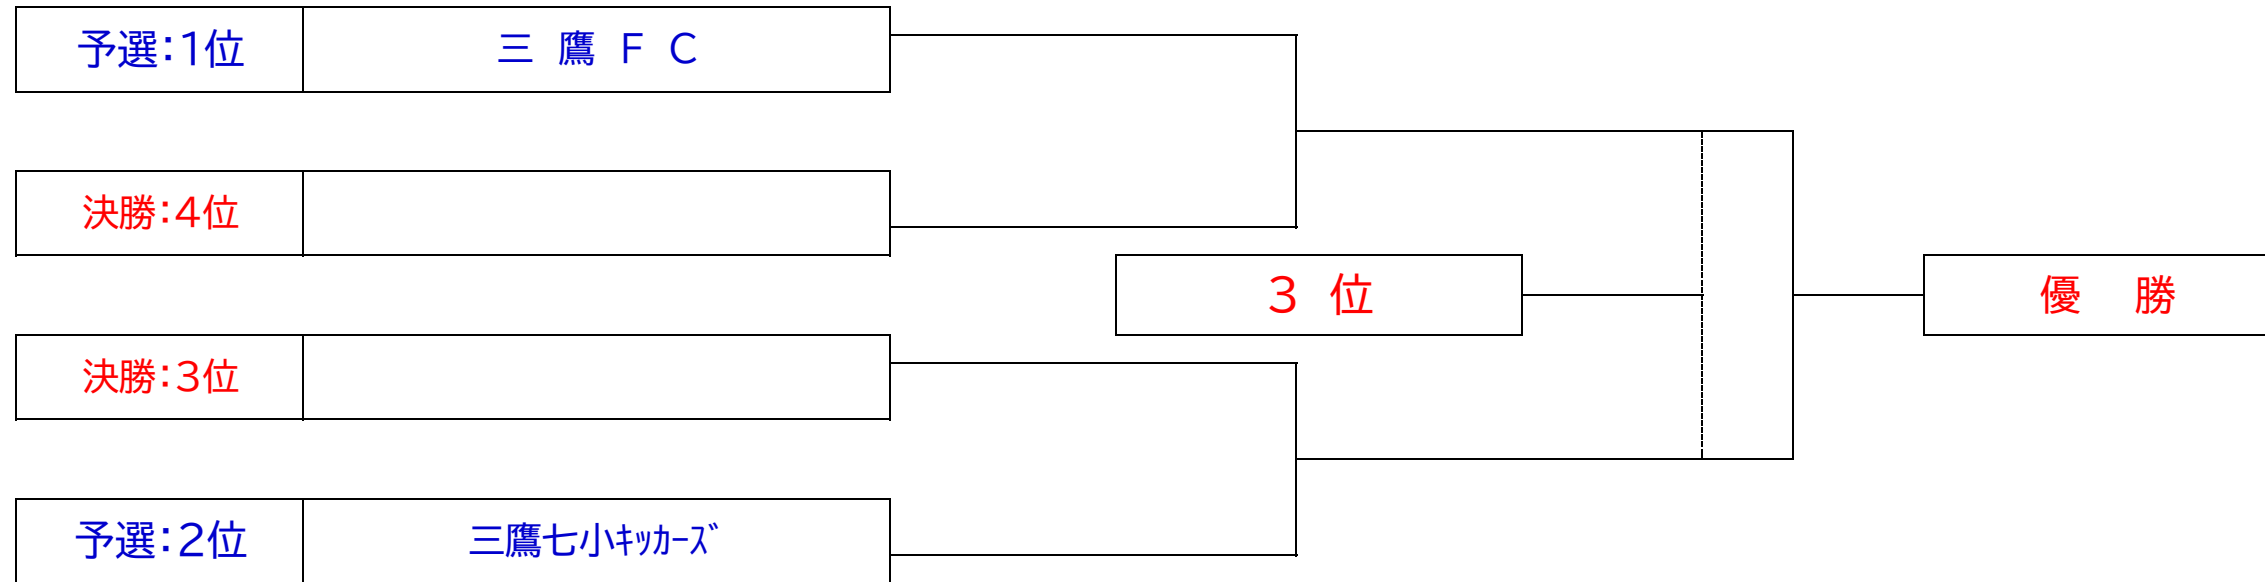 予選：1位 三 鷹 Ｆ Ｃ
決勝：4位
3 位
優 勝
決勝：3位
予選：2位 三鷹七小ｷｯｶｰｽﾞ